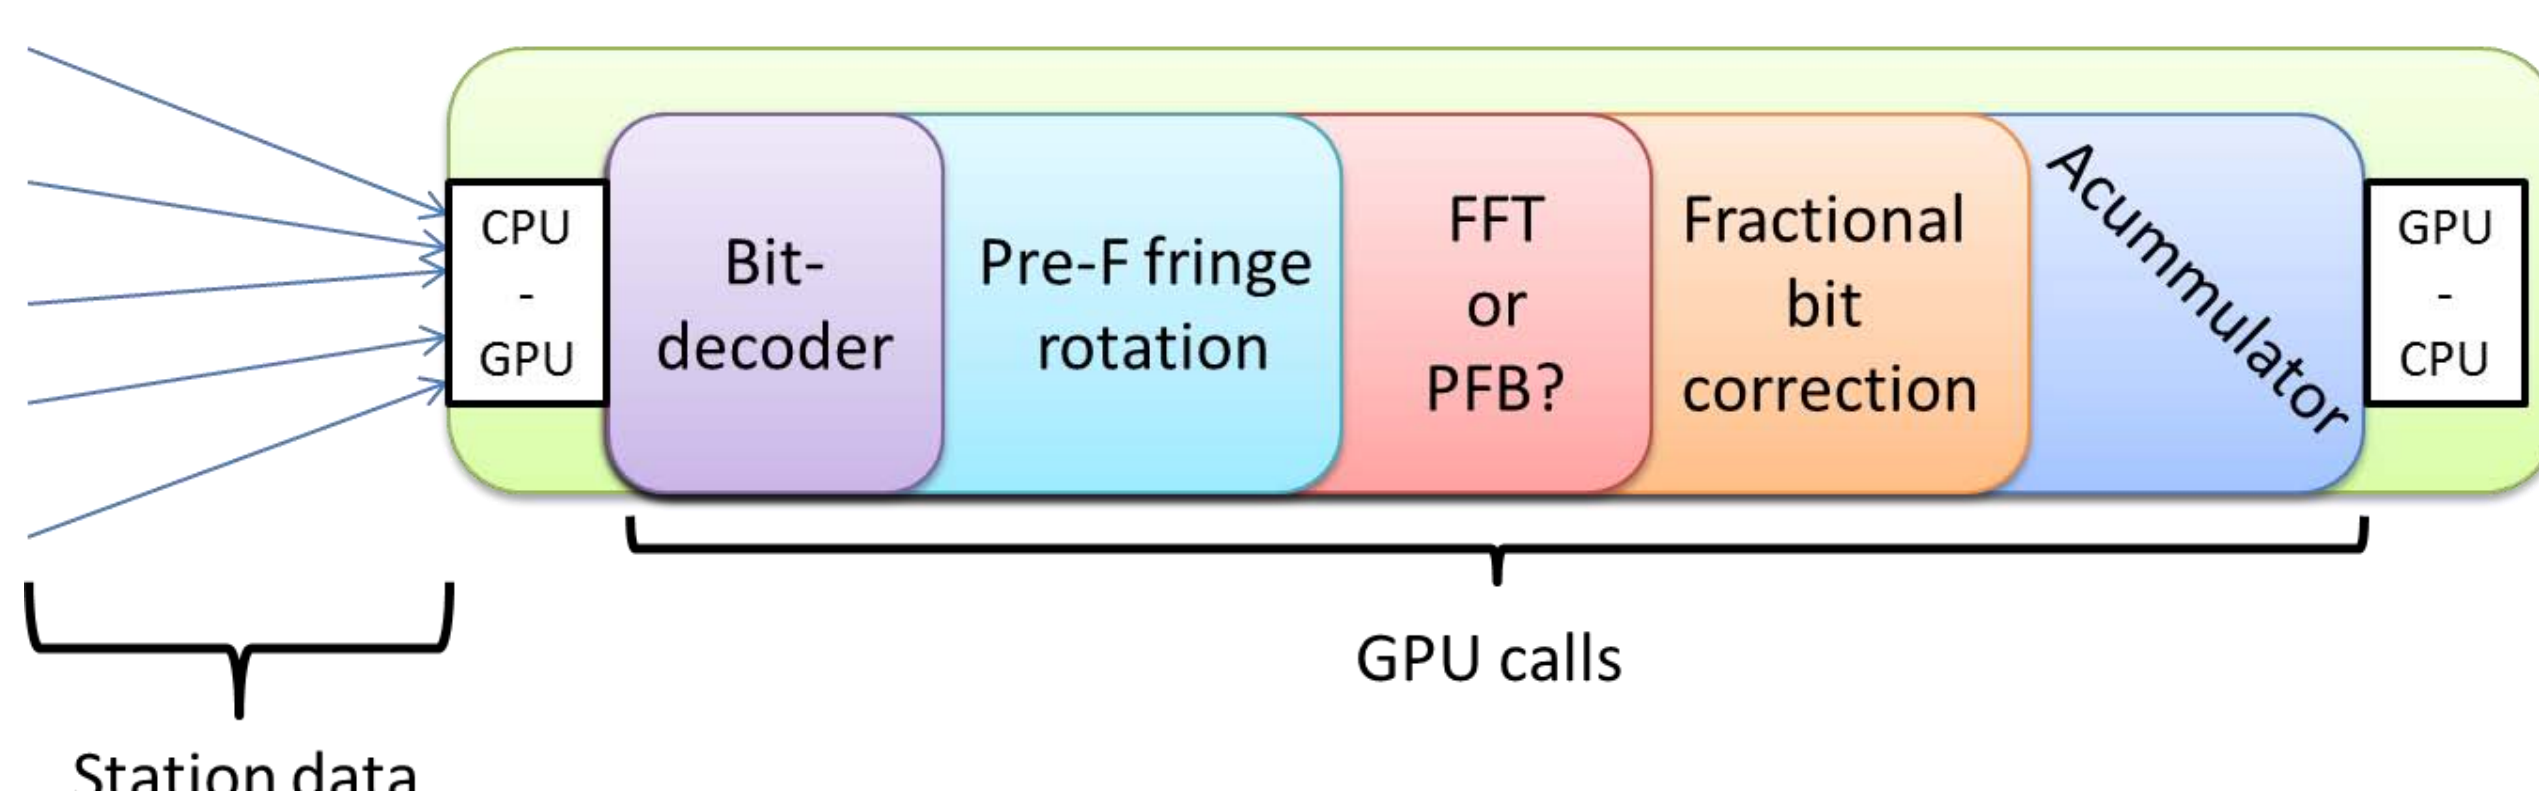 CPU
-
GPU
Bit-
decoder
Pre-F fringe
rotation
FFT
or
PFB?
Fractional
bit
correction
Acummulator
GPU
-
CPU
GPU calls
Station data